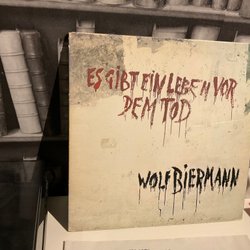 ES GIBT EIN LEBEN VOR
DEM TOD
WOLF BIERMANN